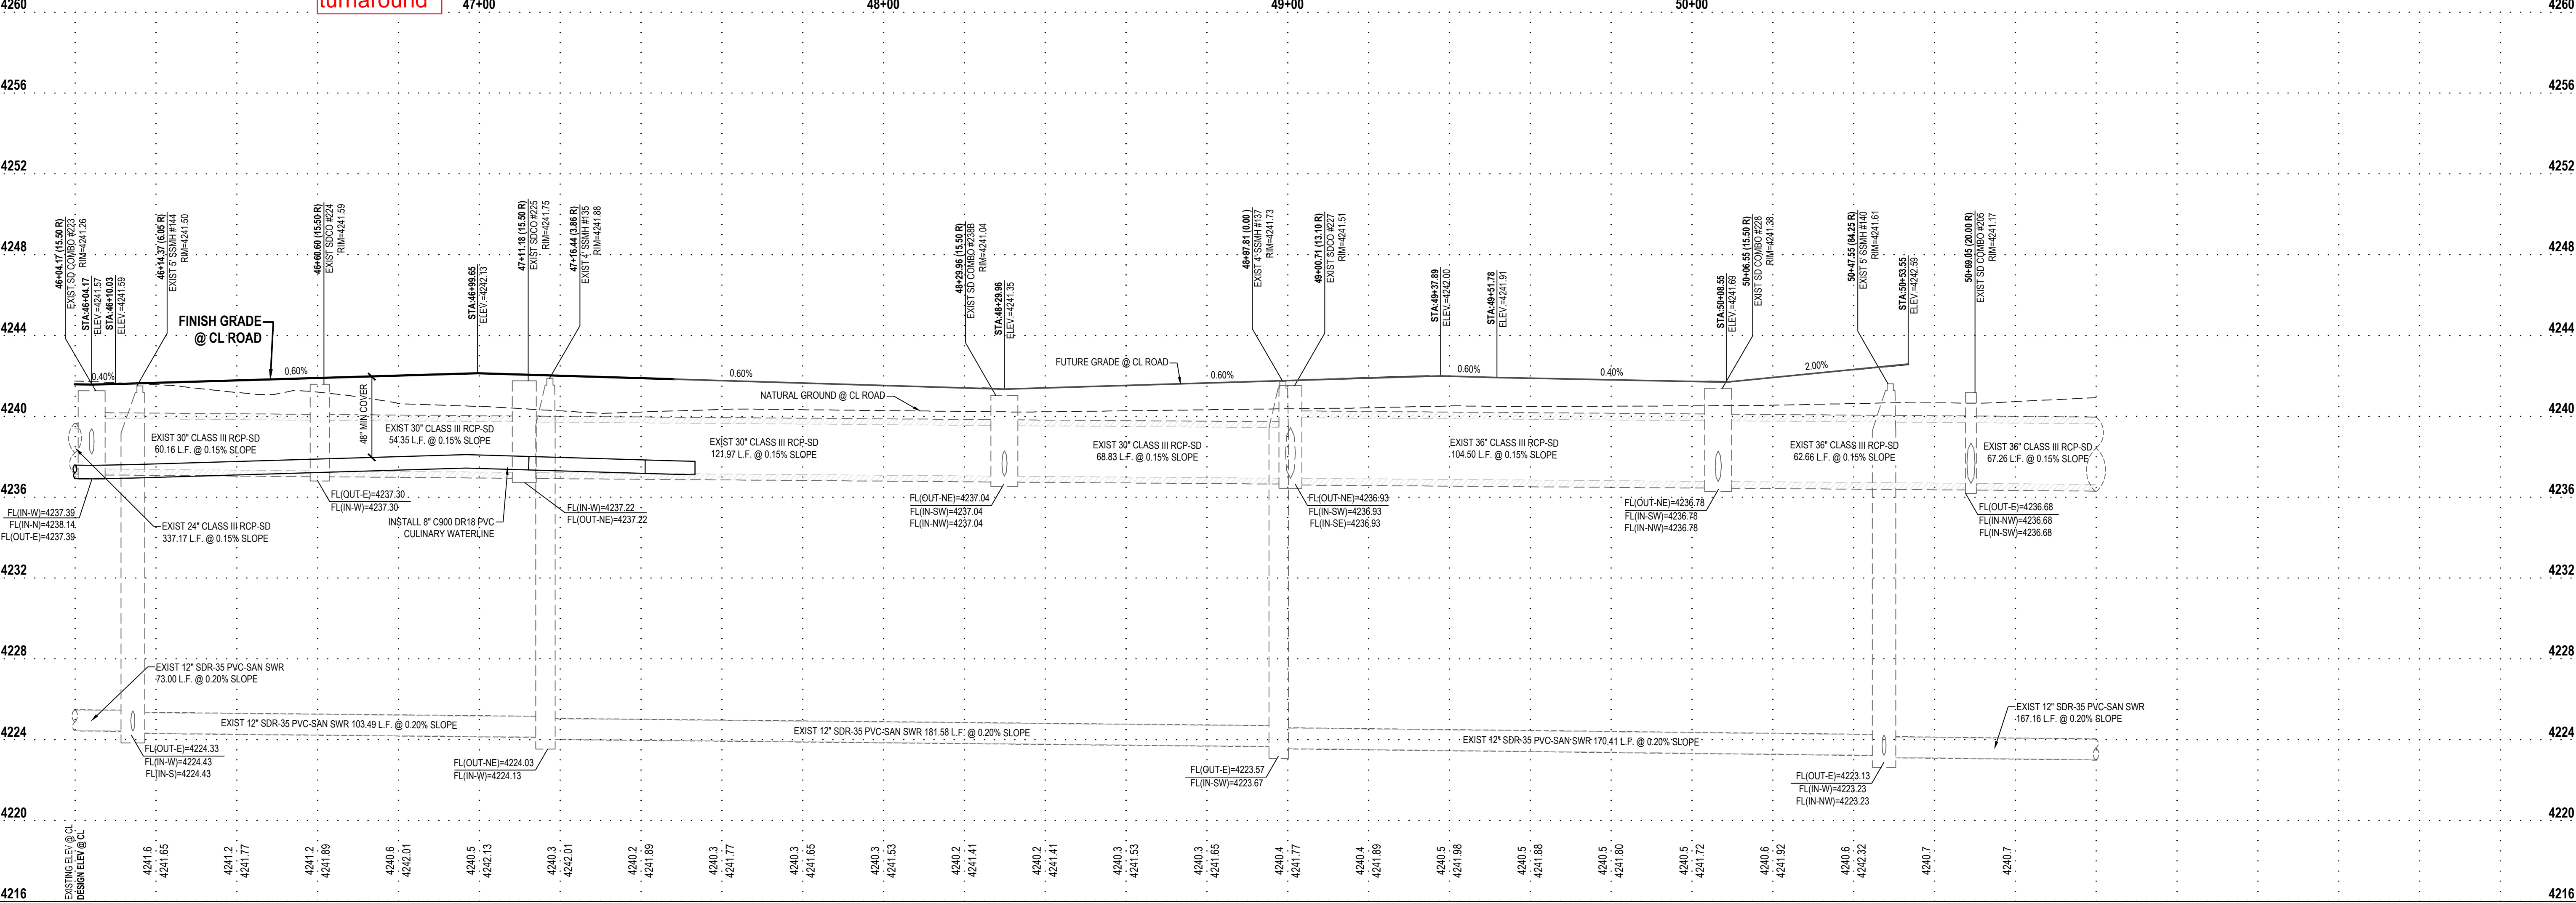 4260
turnaround
47+00
48+00
49+00
50+00
4260
4256
4256
4252
4252
4248
4248
4244
4244
4240
4240
4236
4236
4232
4232
4228
4228
4224
4224
4220
4220
4216
4216
46+04.17 (15.50 R)
EXIST SD COMBO #223
RIM=4241.26
STA:46+04.17
ELEV.=4241.57
STA:46+10.03
ELEV.=4241.59
46+14.37 (6.05 R)
EXIST 5' SSMH #144
RIM=4241.50
FINISH GRADE
@ CL ROAD
46+60.60 (15.50 R)
EXIST SDCO #224
RIM=4241.59
STA:46+99.65
ELEV.=4242.13
47+11.18 (15.50 R)
EXIST SDCO #225
RIM=4241.75
47+16.44 (3.86 R)
EXIST 4' SSMH #135
RIM=4241.88
48+29.96 (15.50 R)
EXIST SD COMBO #238B
RIM=4241.04
STA:48+29.96
ELEV.=4241.35
48+97.81 (0.00 )
EXIST 4' SSMH #137
RIM=4241.73
49+00.71 (13.10 R)
EXIST SDCO #227
RIM=4241.51
STA:49+37.89
ELEV.=4242.00
STA:49+51.78
ELEV.=4241.91
STA:50+08.55
ELEV.=4241.69
50+06.55 (15.50 R)
EXIST SD COMBO #228
RIM=4241.38
50+47.55 (84.25 R)
EXIST 5' SSMH #140
RIM=4241.61
STA:50+53.55
ELEV.=4242.59
50+69.05 (20.00 R)
EXIST SD COMBO #205
RIM=4241.17
0.40%
0.60%
0.60%
FUTURE GRADE @ CL ROAD
0.60%
0.60%
0.40%
2.00%
NATURAL GROUND @ CL ROAD
48" MIN COVER
EXIST 30" CLASS III RCP-SD
60.16 L.F. @ 0.15% SLOPE
EXIST 30" CLASS III RCP-SD
54.35 L.F. @ 0.15% SLOPE
EXIST 30" CLASS III RCP-SD
121.97 L.F. @ 0.15% SLOPE
EXIST 30" CLASS III RCP-SD
68.83 L.F. @ 0.15% SLOPE
EXIST 36" CLASS III RCP-SD
104.50 L.F. @ 0.15% SLOPE
EXIST 36" CLASS III RCP-SD
62.66 L.F. @ 0.15% SLOPE
EXIST 36" CLASS III RCP-SD
67.26 L.F. @ 0.15% SLOPE
FL(IN-W)=4237.39
FL(IN-N)=4238.14
FL(OUT-E)=4237.39
EXIST 24" CLASS III RCP-SD
337.17 L.F. @ 0.15% SLOPE
FL(OUT-E)=4237.30
FL(IN-W)=4237.30
INSTALL 8" C900 DR18 PVC
CULINARY WATERLINE
FL(IN-W)=4237.22
FL(OUT-NE)=4237.22
FL(OUT-NE)=4237.04
FL(IN-SW)=4237.04
FL(IN-NW)=4237.04
FL(OUT-NE)=4236.93
FL(IN-SW)=4236.93
FL(IN-SE)=4236.93
FL(OUT-NE)=4236.78
FL(IN-SW)=4236.78
FL(IN-NW)=4236.78
FL(OUT-E)=4236.68
FL(IN-NW)=4236.68
FL(IN-SW)=4236.68
EXIST 12" SDR-35 PVC-SAN SWR
73.00 L.F. @ 0.20% SLOPE
EXIST 12" SDR-35 PVC-SAN SWR 103.49 L.F. @ 0.20% SLOPE
EXIST 12" SDR-35 PVC-SAN SWR 181.58 L.F. @ 0.20% SLOPE
EXIST 12" SDR-35 PVC-SAN SWR 170.41 L.F. @ 0.20% SLOPE
EXIST 12" SDR-35 PVC-SAN SWR
167.16 L.F. @ 0.20% SLOPE
FL(OUT-E)=4224.33
FL(IN-W)=4224.43
FL(IN-S)=4224.43
FL(OUT-NE)=4224.03
FL(IN-W)=4224.13
FL(OUT-E)=4223.57
FL(IN-SW)=4223.67
FL(OUT-E)=4223.13
FL(IN-W)=4223.23
FL(IN-NW)=4223.23
EXISTING ELEV @ CL
DESIGN ELEV @ CL
4241.6
4241.65
4241.2
4241.77
4241.2
4241.89
4240.6
4242.01
4240.5
4242.13
4240.3
4242.01
4240.2
4241.89
4240.3
4241.77
4240.3
4241.65
4240.3
4241.53
4240.2
4241.41
4240.2
4241.41
4240.3
4241.53
4240.3
4241.65
4240.4
4241.77
4240.4
4241.89
4240.5
4241.98
4240.5
4241.88
4240.5
4241.80
4240.5
4241.72
4240.6
4241.92
4240.6
4242.32
4240.7
4240.7